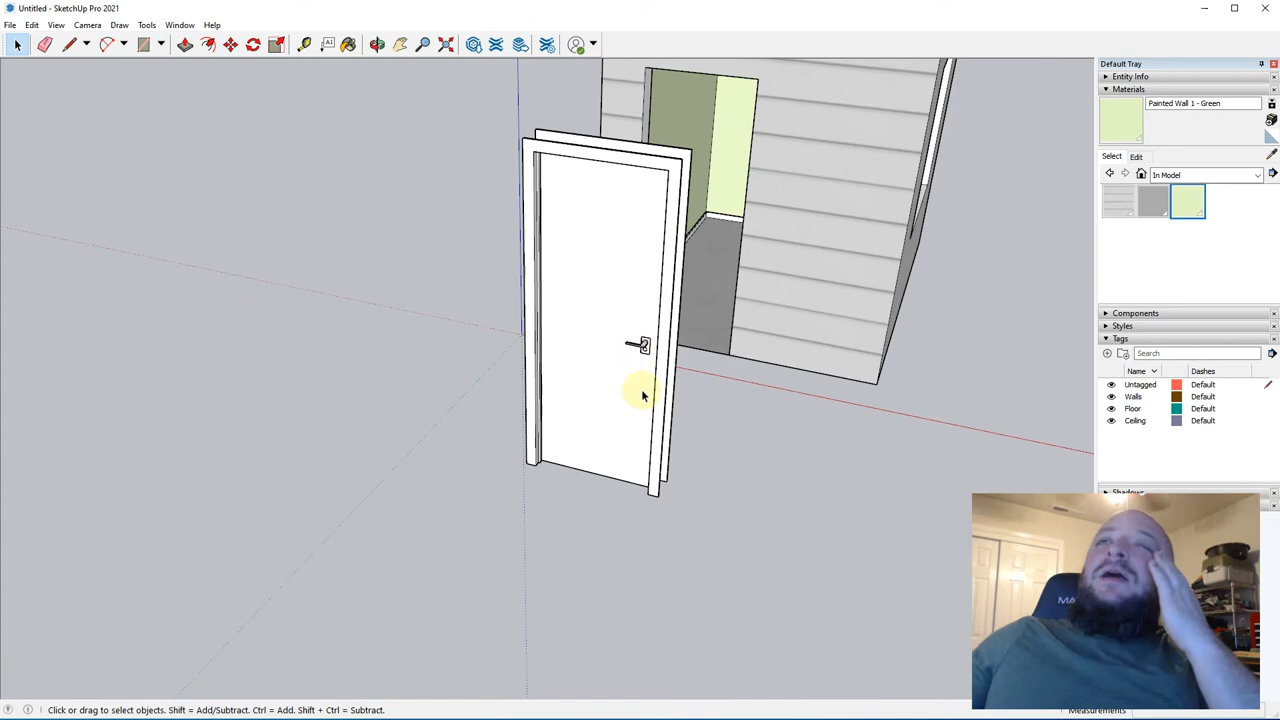 Untitled - SketchUp Pro 2021
File Edit View Camera Draw Tools Window Help
Default Tray
Entity Info
Materials
Painted Wall 1 - Green
Select Edit
In Model
Components
Styles
Tags
Search
Name Dashes
Untagged Default
Walls Default
Floor Default
Ceiling Default
Shadows
MA
Click or drag to select objects. Shift = Add/Subtract. Ctrl = Add. Shift + Ctrl = Subtract.
Measurements